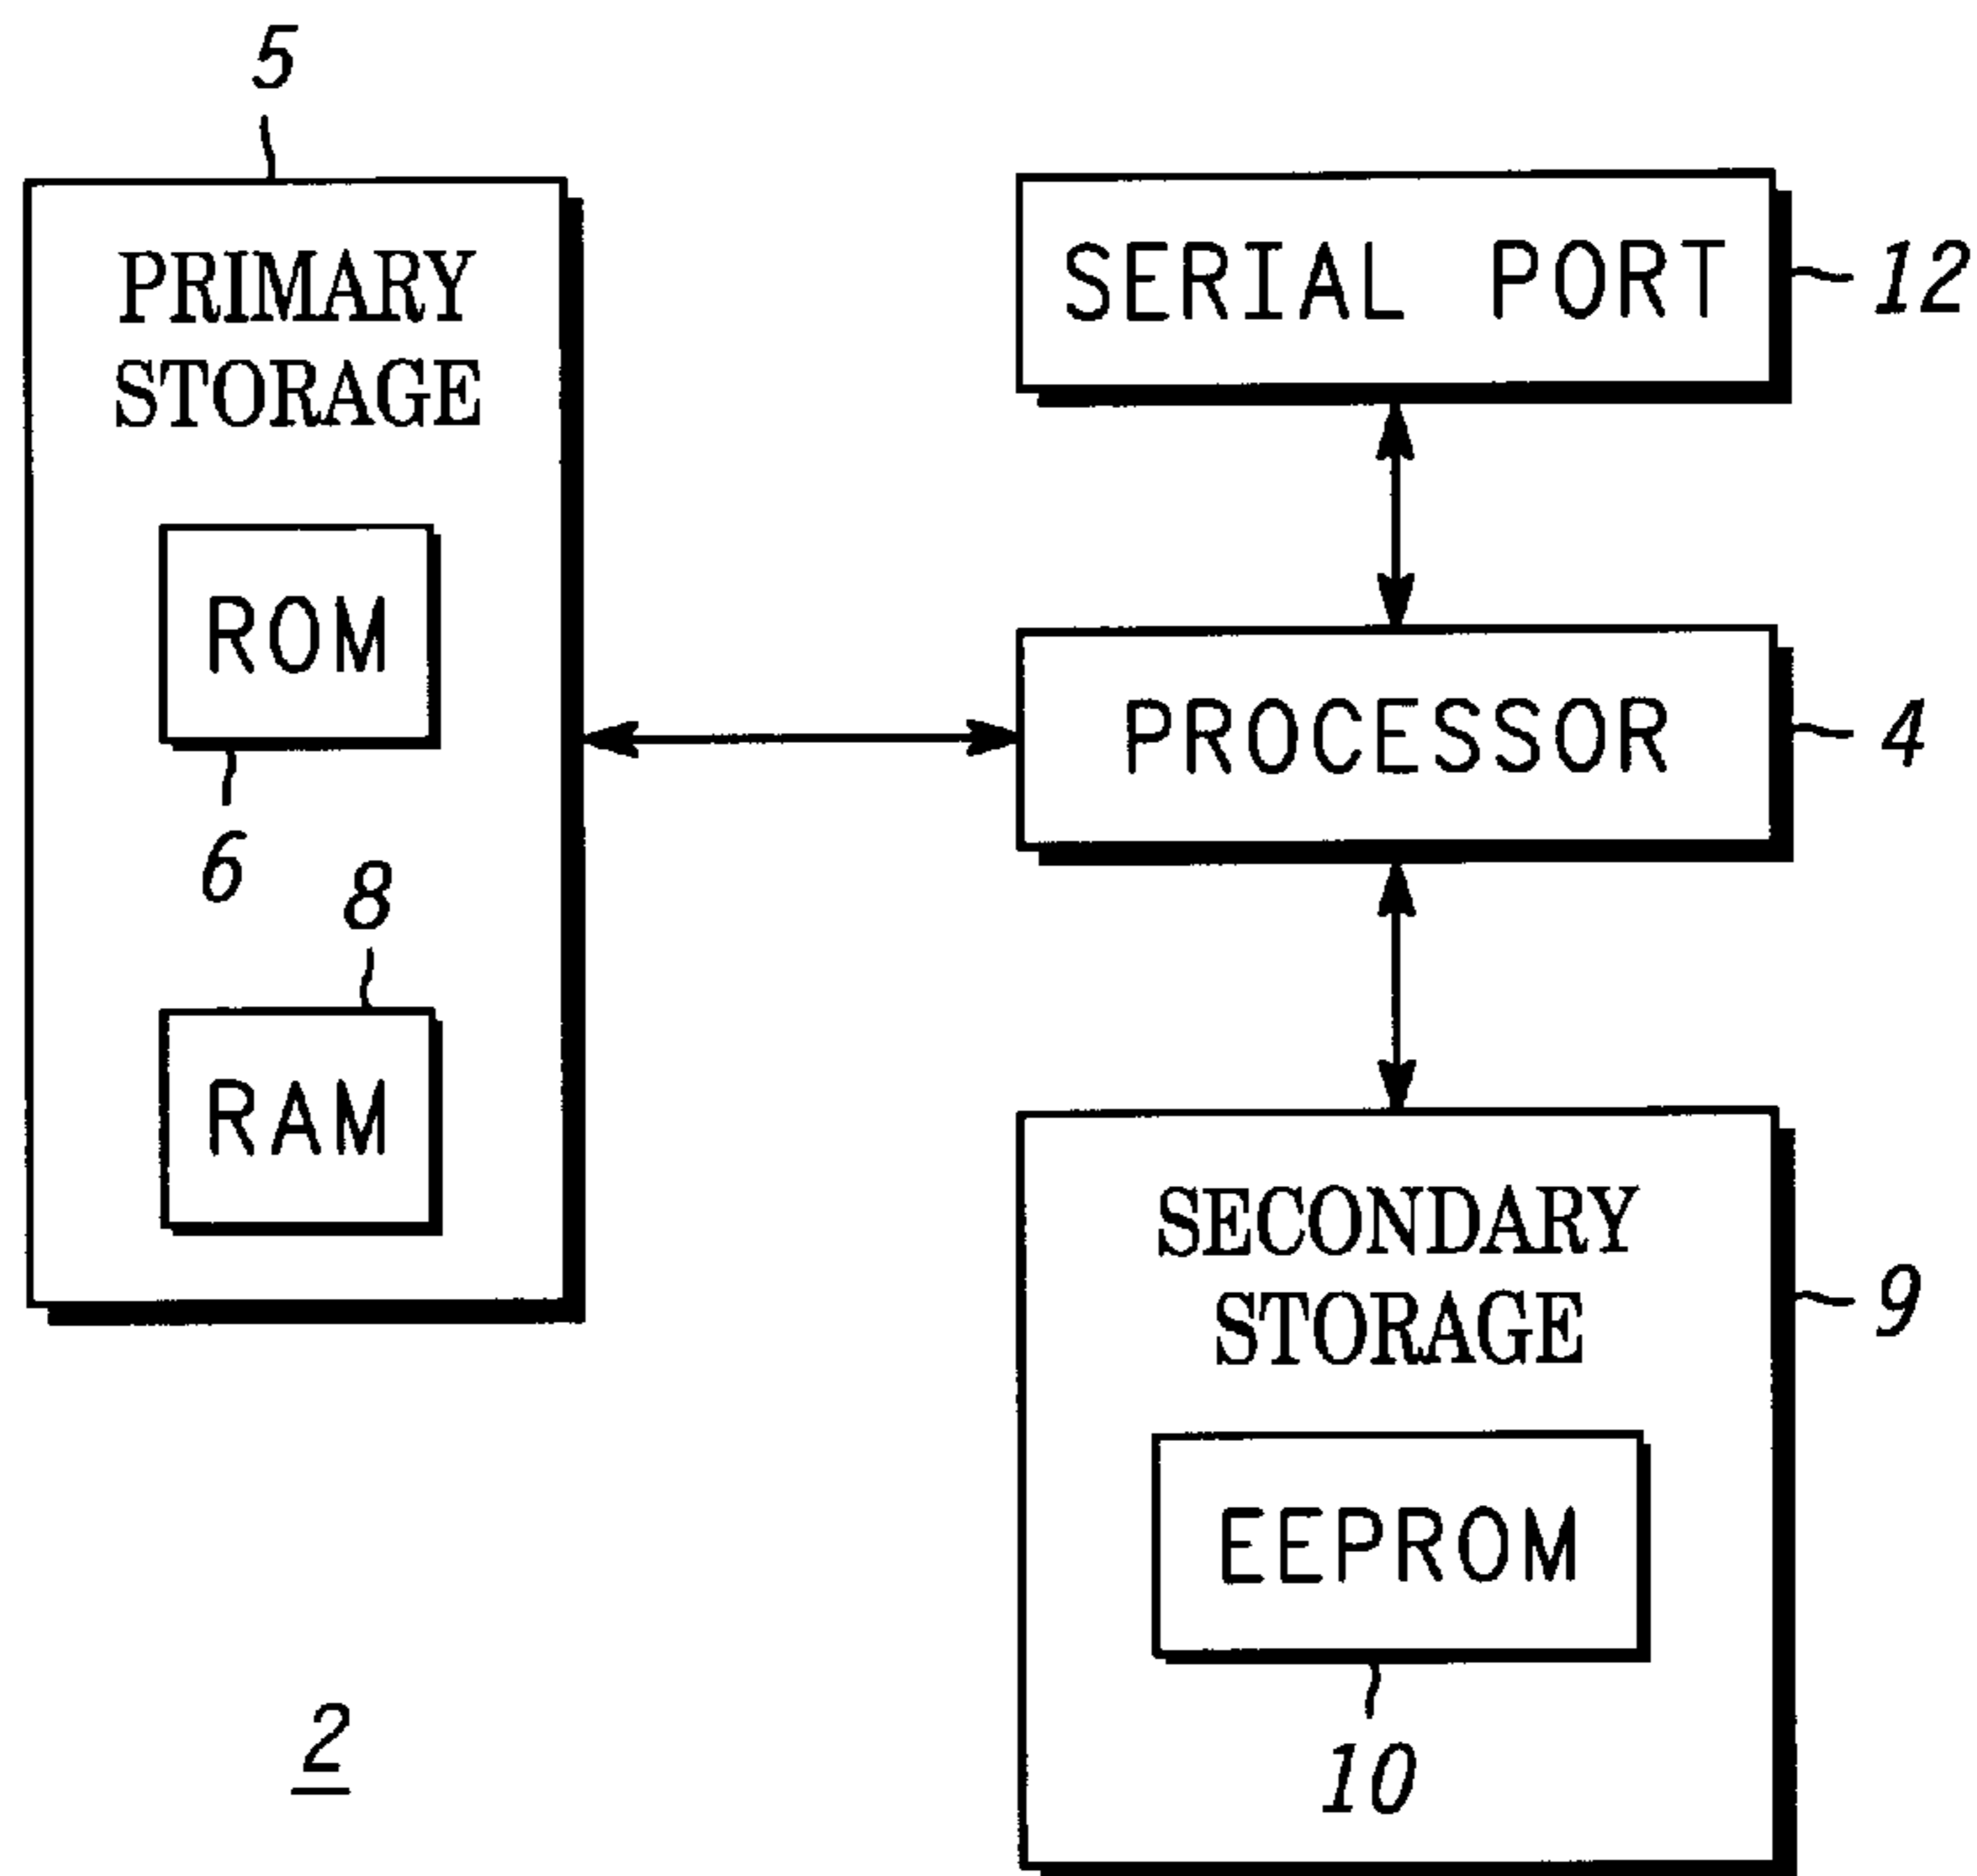 5
PRIMARY
STORAGE
ROM
6
8
RAM
SERIAL PORT
12
PROCESSOR
4
SECONDARY
STORAGE
9
EEPROM
10
2